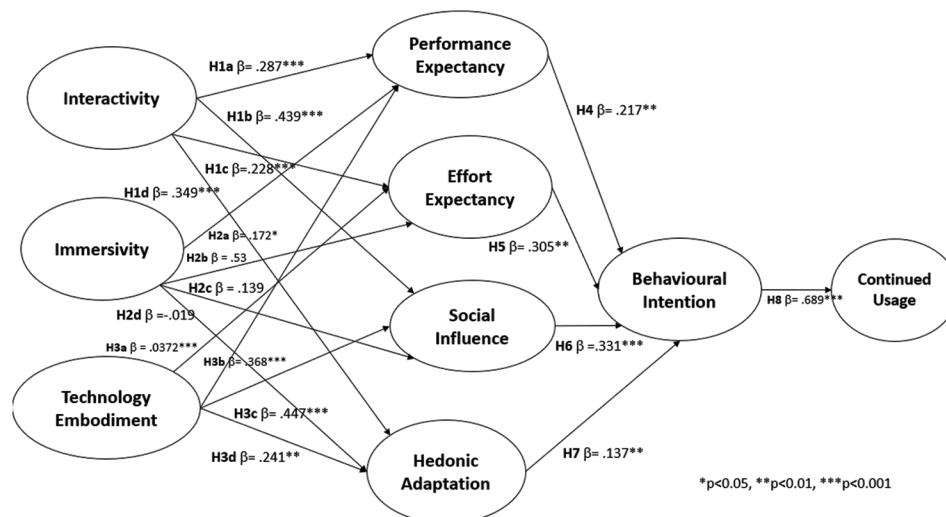 Performance
Expectancy
H1a β= .287***
Interactivity
H1b β= .439***
H4 β= .217**
H1c β=.228***
Effort
Expectancy
H1d β= .349***
H2a β= .172*
Immersivity
H2b β = .53
H5 β= .305**
H2c β= .139
Behavioural
Intention
Continued
Usage
H8 β= .689***
H2d β =-.019
Social
Influence
H3a β = .0372***
H6 β =.331***
H3b β= .368***
Technology
Embodiment
H3c β= .447***
H3d β= .241**
H7 β= .137**
Hedonic
Adaptation
*p<0.05, **p<0.01, ***p<0.001